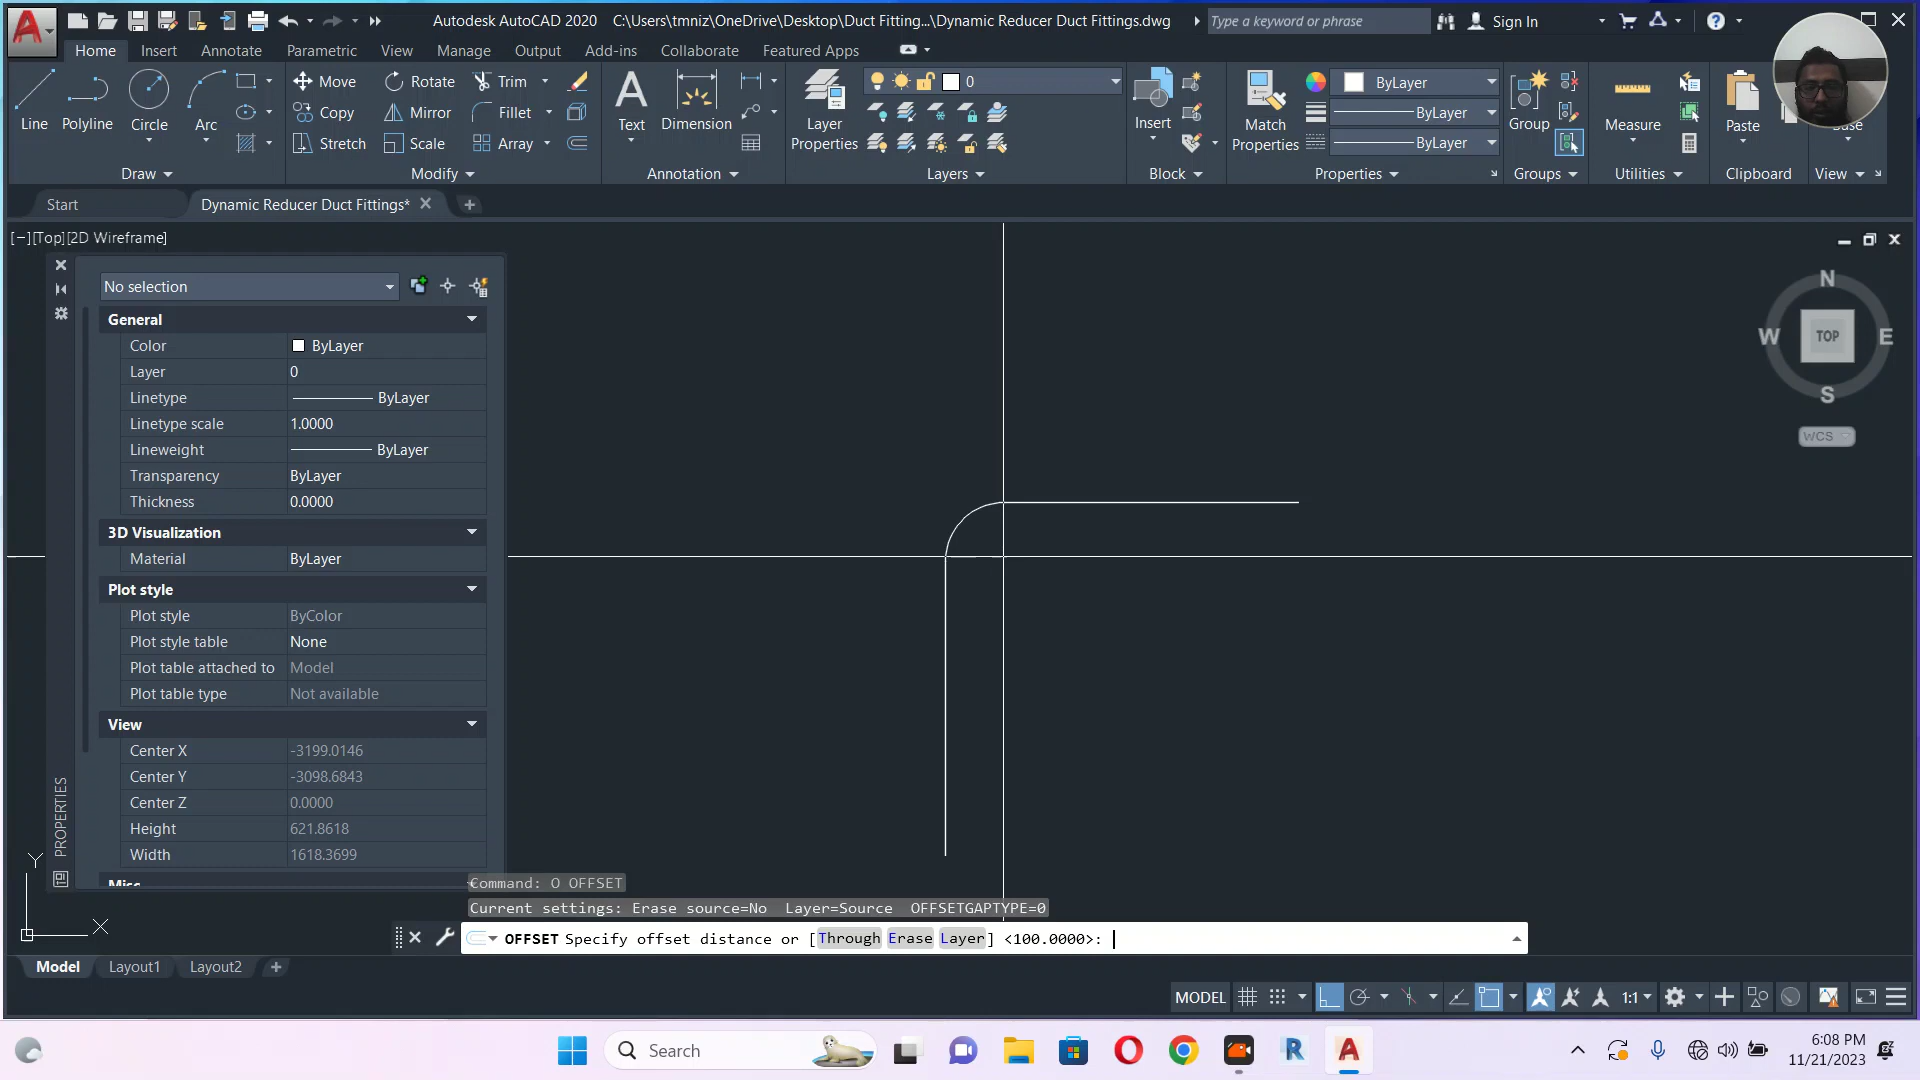 Autodesk AutoCAD 2020 C:\Users\tmniz\OneDrive\Desktop\Duct Fitting...\Dynamic Reducer Duct Fittings.dwg
Type a keyword or phrase
Sign In
Home Insert Annotate Parametric View Manage Output Add-ins Collaborate Featured Apps
Line Polyline Circle Arc
Move Rotate Trim
Copy Mirror Fillet
Stretch Scale Array
Text Dimension
Layer Properties
0
Insert
Match Properties
ByLayer
ByLayer
ByLayer
Group
Measure
Paste
Base
Draw Modify Annotation Layers Block Properties Groups Utilities Clipboard View
Start Dynamic Reducer Duct Fittings*
[−][Top][2D Wireframe]
No selection
General
Color ByLayer
Layer 0
Linetype ByLayer
Linetype scale 1.0000
Lineweight ByLayer
Transparency ByLayer
Thickness 0.0000
3D Visualization
Material ByLayer
Plot style
Plot style ByColor
Plot style table None
Plot table attached to Model
Plot table type Not available
View
Center X -3199.0146
Center Y -3098.6843
Center Z 0.0000
Height 621.8618
Width 1618.3699
Misc
PROPERTIES
N
W TOP E
S
WCS
Y
X
Command: O OFFSET
Current settings: Erase source=No Layer=Source OFFSETGAPTYPE=0
OFFSET Specify offset distance or [Through Erase Layer] <100.0000>:
Model Layout1 Layout2
MODEL 1:1
Search
6:08 PM
11/21/2023